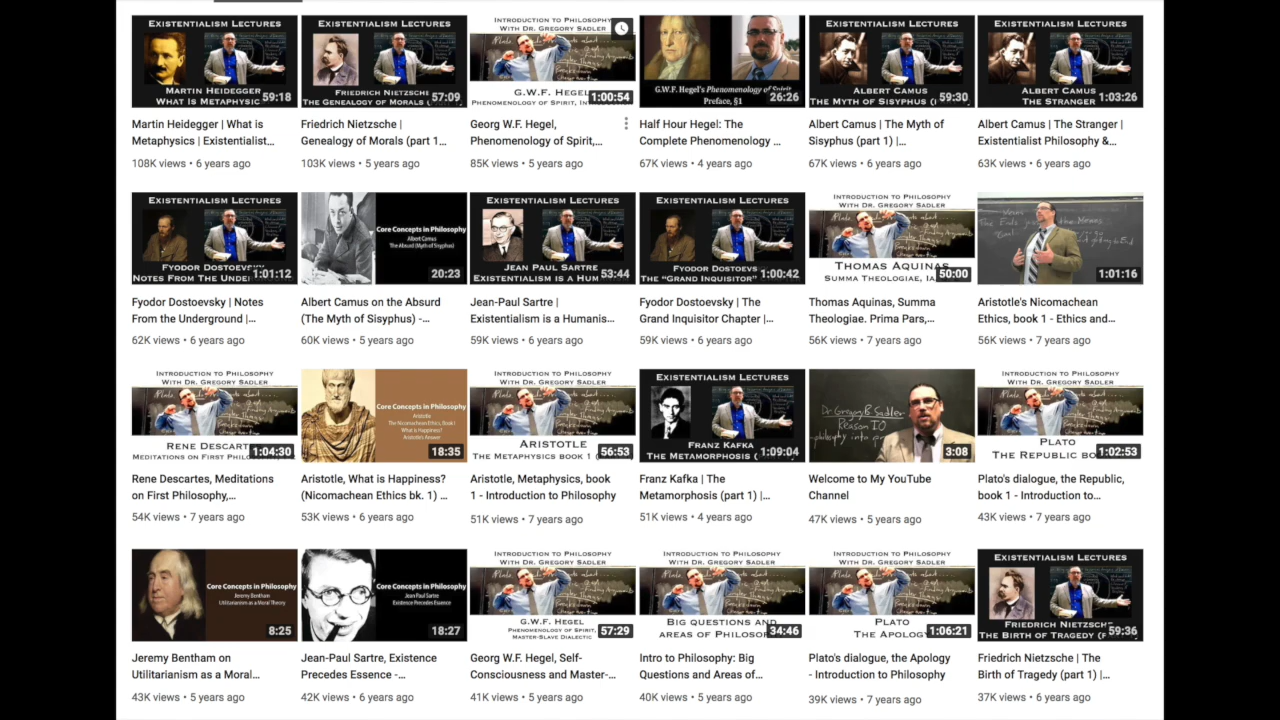 EXISTENTIALISM LECTURES
MARTIN HEIDEGGER
WHAT IS METAPHYSIC
59:18
Martin Heidegger | What is
Metaphysics | Existentialist...
108K views • 6 years ago
EXISTENTIALISM LECTURES
FRIEDRICH NIETZSCHE
THE GENEALOGY OF MORALS (
57:09
Friedrich Nietzsche |
Genealogy of Morals (part 1...
103K views • 5 years ago
INTRODUCTION TO PHILOSOPHY
WITH DR. GREGORY SADLER
G.W.F. HEGEL
PHENOMENOLOGY OF SPIRIT, IN
1:00:54
Georg W.F. Hegel,
Phenomenology of Spirit,...
85K views • 5 years ago
G.W.F. Hegel's Phenomenology of Spirit
Preface, §1
26:26
Half Hour Hegel: The
Complete Phenomenology ...
67K views • 4 years ago
EXISTENTIALISM LECTURES
ALBERT CAMUS
THE MYTH OF SISYPHUS (
59:30
Albert Camus | The Myth of
Sisyphus (part 1) |...
67K views • 6 years ago
EXISTENTIALISM LECTURES
ALBERT CAMUS
THE STRANGER
1:03:26
Albert Camus | The Stranger |
Existentialist Philosophy &...
63K views • 6 years ago
EXISTENTIALISM LECTURES
FYODOR DOSTOEVSKY
NOTES FROM THE UNDE
1:01:12
Fyodor Dostoevsky | Notes
From the Underground |...
62K views • 6 years ago
Core Concepts in Philosophy
Albert Camus
The Absurd (Myth of Sisyphus)
20:23
Albert Camus on the Absurd
(The Myth of Sisyphus) -...
60K views • 5 years ago
EXISTENTIALISM LECTURES
JEAN PAUL SARTRE
EXISTENTIALISM IS A HUM
53:44
Jean-Paul Sartre |
Existentialism is a Humanis...
59K views • 6 years ago
EXISTENTIALISM LECTURES
FYODOR DOSTOEVS
THE "GRAND INQUISITOR"
1:00:42
Fyodor Dostoevsky | The
Grand Inquisitor Chapter |...
59K views • 6 years ago
INTRODUCTION TO PHILOSOPHY
WITH DR. GREGORY SADLER
THOMAS AQUINAS
SUMMA THEOLOGIAE, IA
50:00
Thomas Aquinas, Summa
Theologiae. Prima Pars,...
56K views • 7 years ago
1:01:16
Aristotle's Nicomachean
Ethics, book 1 - Ethics and...
56K views • 7 years ago
INTRODUCTION TO PHILOSOPHY
WITH DR. GREGORY SADLER
RENE DESCART
MEDITATIONS ON FIRST PHILO
1:04:30
Rene Descartes, Meditations
on First Philosophy,...
54K views • 7 years ago
Core Concepts in Philosophy
Aristotle
The Nicomachean Ethics, Book I
What is Happiness?
Aristotle's Answer
18:35
Aristotle, What is Happiness?
(Nicomachean Ethics bk. 1) ...
53K views • 6 years ago
INTRODUCTION TO PHILOSOPHY
WITH DR. GREGORY SADLER
ARISTOTLE
THE METAPHYSICS BOOK 1 (
56:53
Aristotle, Metaphysics, book
1 - Introduction to Philosophy
51K views • 7 years ago
EXISTENTIALISM LECTURES
FRANZ KAFKA
THE METAMORPHOSIS (
1:09:04
Franz Kafka | The
Metamorphosis (part 1) |...
51K views • 4 years ago
Dr Gregory B Sadler
Reason IO
philosophy into pr
3:08
Welcome to My YouTube
Channel
47K views • 5 years ago
INTRODUCTION TO PHILOSOPHY
WITH DR. GREGORY SADLER
PLATO
THE REPUBLIC BO
1:02:53
Plato's dialogue, the Republic,
book 1 - Introduction to...
43K views • 7 years ago
Core Concepts in Philosophy
Jeremy Bentham
Utilitarianism as a Moral Theory
8:25
Jeremy Bentham on
Utilitarianism as a Moral...
43K views • 5 years ago
Core Concepts in Philosophy
Jean Paul Sartre
Existence Precedes Essence
18:27
Jean-Paul Sartre, Existence
Precedes Essence -...
42K views • 6 years ago
INTRODUCTION TO PHILOSOPHY
WITH DR. GREGORY SADLER
G.W.F. HEGEL
PHENOMENOLOGY OF SPIRIT,
MASTER-SLAVE DIALECTIC
57:29
Georg W.F. Hegel, Self-
Consciousness and Master-...
41K views • 5 years ago
INTRODUCTION TO PHILOSOPHY
WITH DR. GREGORY SADLER
BIG QUESTIONS AND
AREAS OF PHILOSO
34:46
Intro to Philosophy: Big
Questions and Areas of...
40K views • 5 years ago
INTRODUCTION TO PHILOSOPHY
WITH DR. GREGORY SADLER
PLATO
THE APOLOG
1:06:21
Plato's dialogue, the Apology
- Introduction to Philosophy
39K views • 7 years ago
EXISTENTIALISM LECTURES
FRIEDRICH NIETZSCHE
THE BIRTH OF TRAGEDY (P
59:36
Friedrich Nietzsche | The
Birth of Tragedy (part 1) |...
37K views • 6 years ago